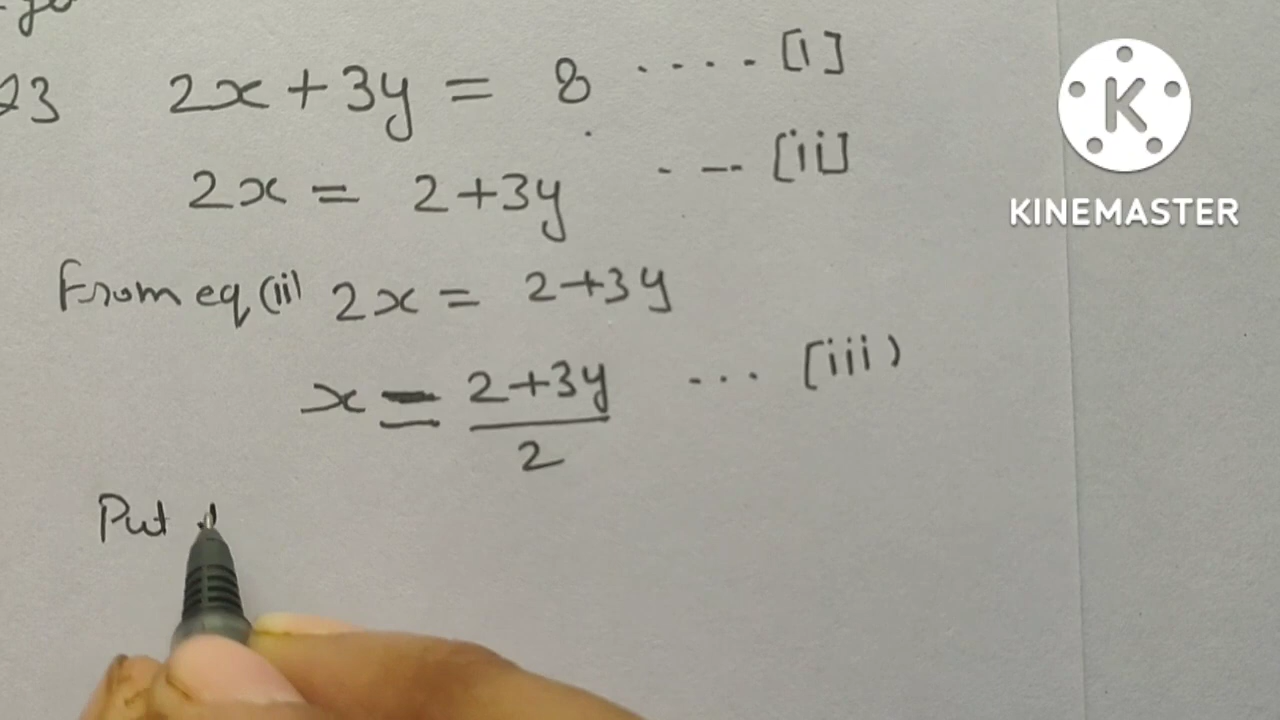 23 2x + 3y = 8 .... [i]
2x = 2 + 3y . -- [ii]
From eq (ii) 2x = 2 + 3y
x = 2 + 3y ... [iii)
2
Put
K
KINEMASTER